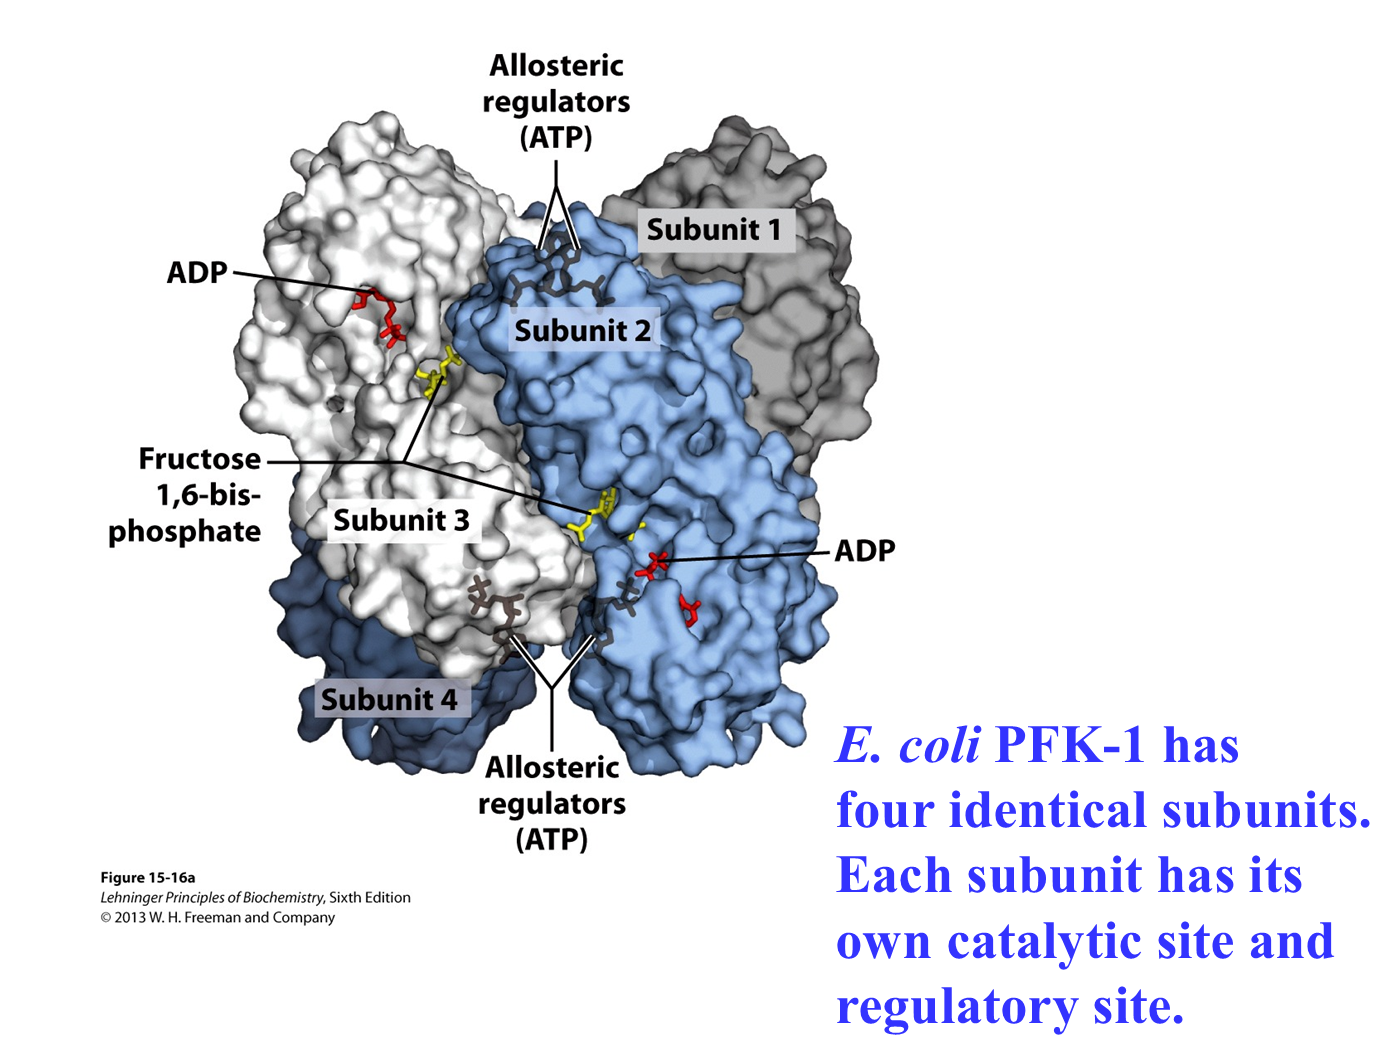 Allosteric
regulators
(ATP)
Subunit 1
ADP
Subunit 2
Fructose
1,6-bis-
phosphate
Subunit 3
ADP
Subunit 4
Allosteric
regulators
(ATP)
E. coli PFK-1 has
four identical subunits.
Each subunit has its
own catalytic site and
regulatory site.
Figure 15-16a
Lehninger Principles of Biochemistry, Sixth Edition
© 2013 W. H. Freeman and Company